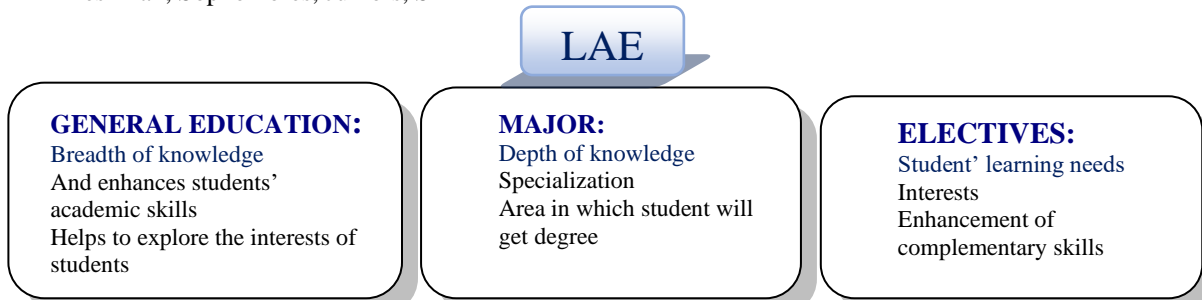 LAE
GENERAL EDUCATION:
Breadth of knowledge
And enhances students’
academic skills
Helps to explore the interests of
students
MAJOR:
Depth of knowledge
Specialization
Area in which student will
get degree
ELECTIVES:
Student’ learning needs
Interests
Enhancement of
complementary skills